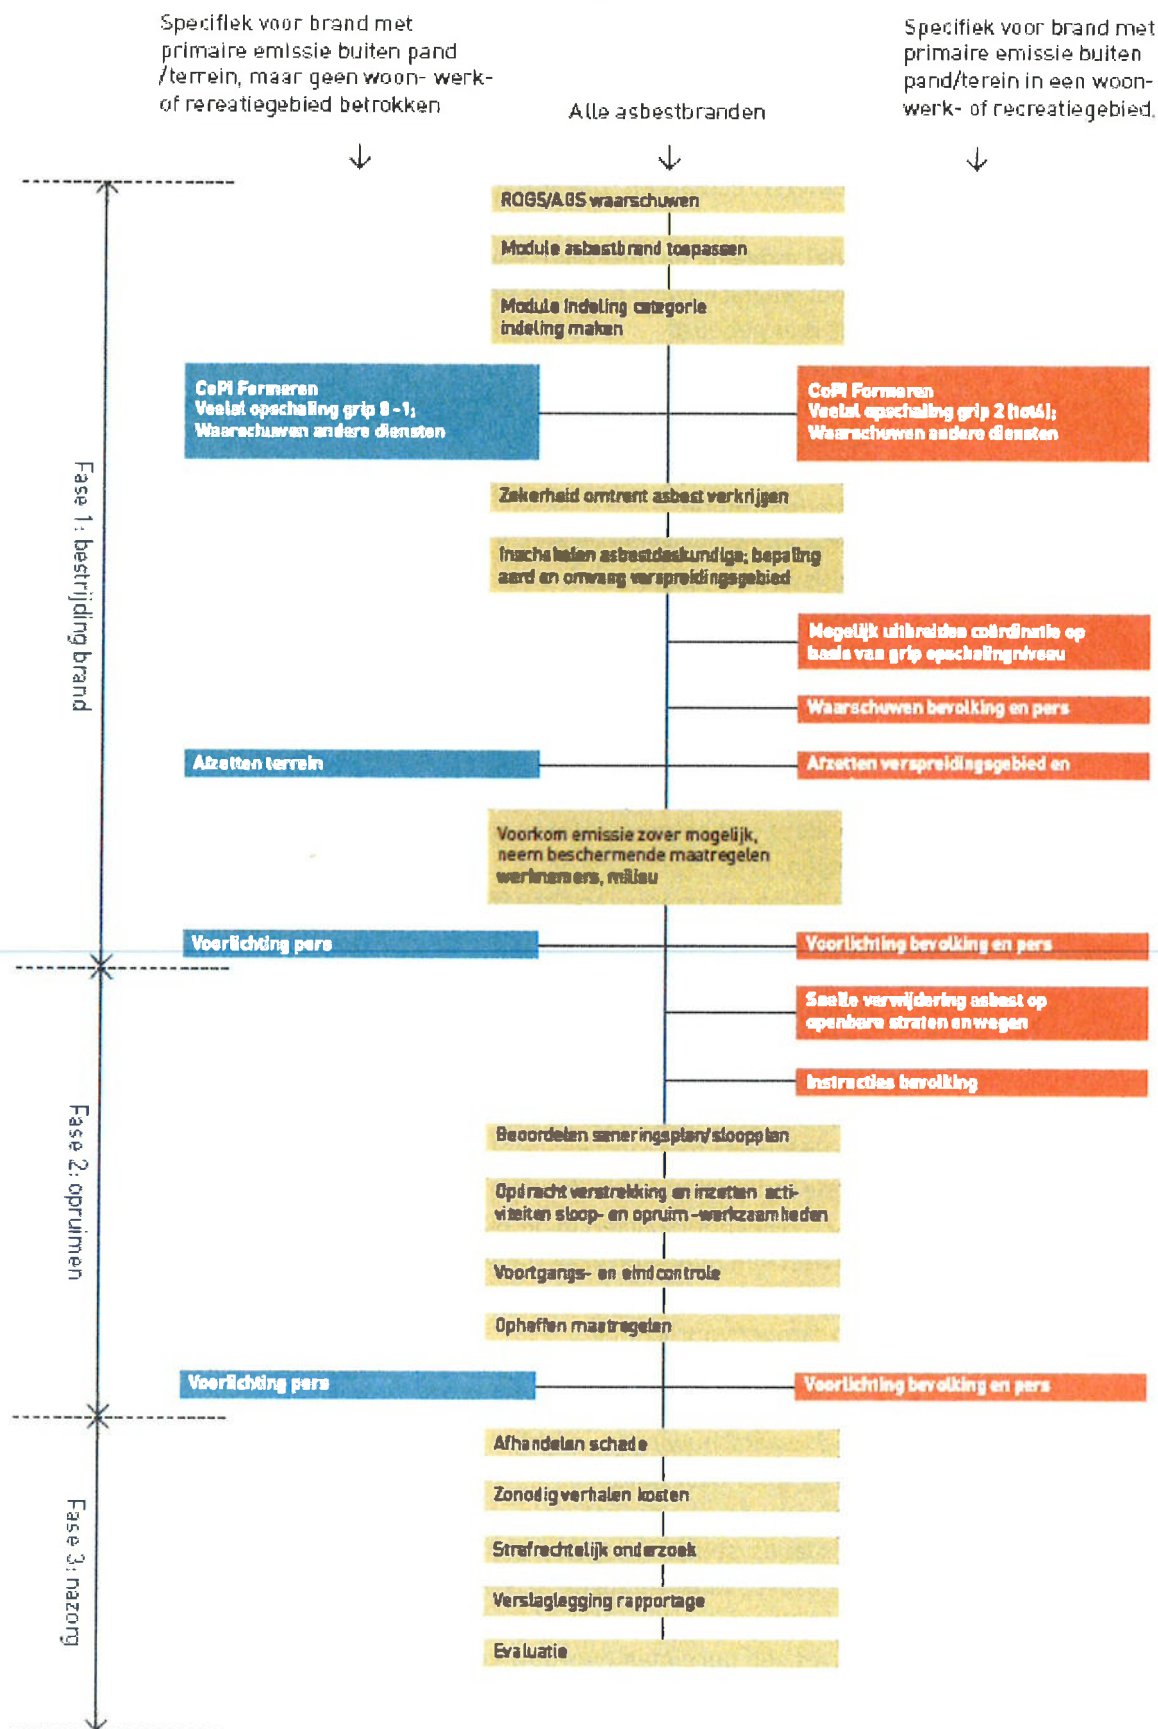 Specifiek voor brand met
primaire emissie buiten pand
/terrein, maar geen woon- werk-
of rereatiegebied betrokken
Alle asbestbranden
Specifiek voor brand met
primaire emissie buiten
pand/terein in een woon-
werk- of recreatiegebied.
Fase 1: bestrijding brand
ROGS/AGS waarschuwen
Module asbestbrand toepassen
Module indeling categorie
indeling maken
CoPI Formeren
Veelal opschaling grip 0 -1;
Waarschuwen andere diensten
CoPI Formeren
Veelal opschaling grip 2 (tot4);
Waarschuwen andere diensten
Zekerheid omtrent asbest verkrijgen
Inschakelen asbestdeskundige; bepaling
aard en omvang verspreidingsgebied
Mogelijk uitbreiden coördinatie op
basis van grip opschalingniveau
Waarschuwen bevolking en pers
Afzetten terrein
Afzetten verspreidingsgebied en
Voorkom emissie zover mogelijk,
neem beschermende maatregelen
werknemers, milieu
Voorlichting pers
Voorlichting bevolking en pers
Fase 2: opruimen
Snelle verwijdering asbest op
openbare straten en wegen
Instructies bevolking
Beoordelen saneringsplan/sloopplan
Opdrachtverstrekking en inzetten acti-
viteiten sloop- en opruim -werkzaamheden
Voortgangs- en eindcontrole
Opheffen maatregelen
Voorlichting pers
Voorlichting bevolking en pers
Fase 3: nazorg
Afhandelen schade
Zonodig verhalen kosten
Strafrechtelijk onderzoek
Verslaglegging rapportage
Evaluatie